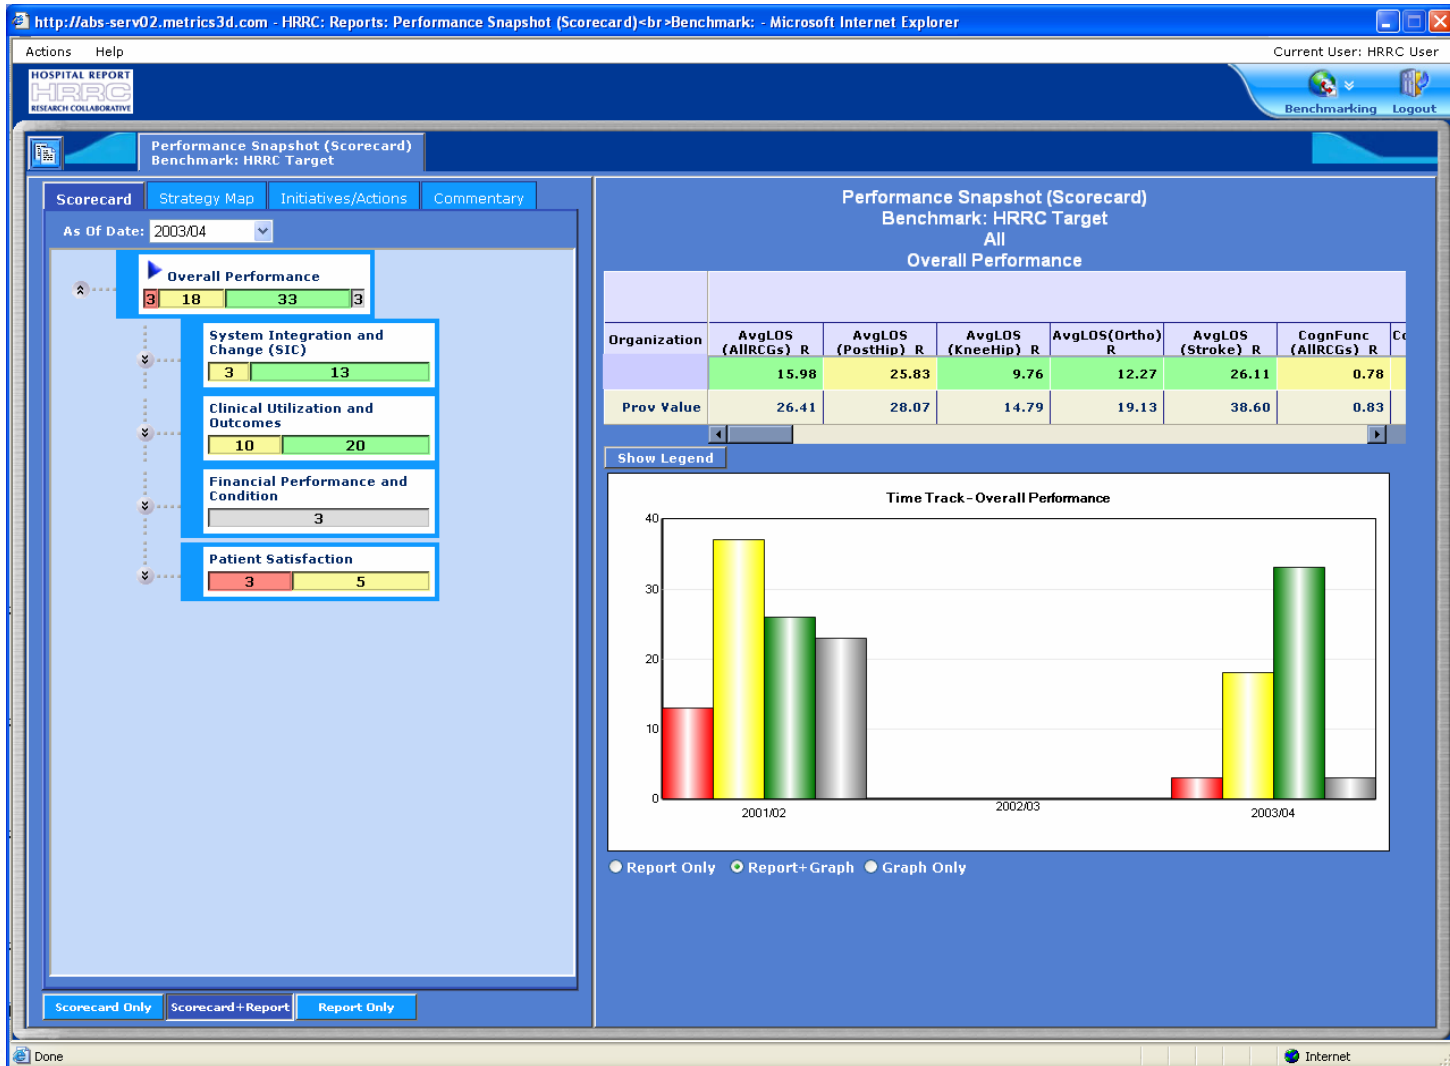 http://abs-serv02.metrics3d.com - HRRC: Reports: Performance Snapshot (Scorecard)<br>Benchmark: - Microsoft Internet Explorer
Actions Help
Current User: HRRC User
HOSPITAL REPORT
HRRC
RESEARCH COLLABORATIVE
Benchmarking Logout
Performance Snapshot (Scorecard)
Benchmark: HRRC Target
Scorecard Strategy Map Initiatives/Actions Commentary
As Of Date: 2003/04
Overall Performance
3 18 33 3
System Integration and
Change (SIC)
3 13
Clinical Utilization and
Outcomes
10 20
Financial Performance and
Condition
3
Patient Satisfaction
3 5
Scorecard Only Scorecard+Report Report Only
Performance Snapshot (Scorecard)
Benchmark: HRRC Target
All
Overall Performance
Organization AvgLOS (AllRCGs) R AvgLOS (PostHip) R AvgLOS (KneeHip) R AvgLOS(Ortho) R AvgLOS (Stroke) R CognFunc (AllRCGs) R
15.98 25.83 9.76 12.27 26.11 0.78
Prov Value 26.41 28.07 14.79 19.13 38.60 0.83
Show Legend
Time Track - Overall Performance
40
30
20
10
0
2001/02 2002/03 2003/04
Report Only Report+Graph Graph Only
Done
Internet